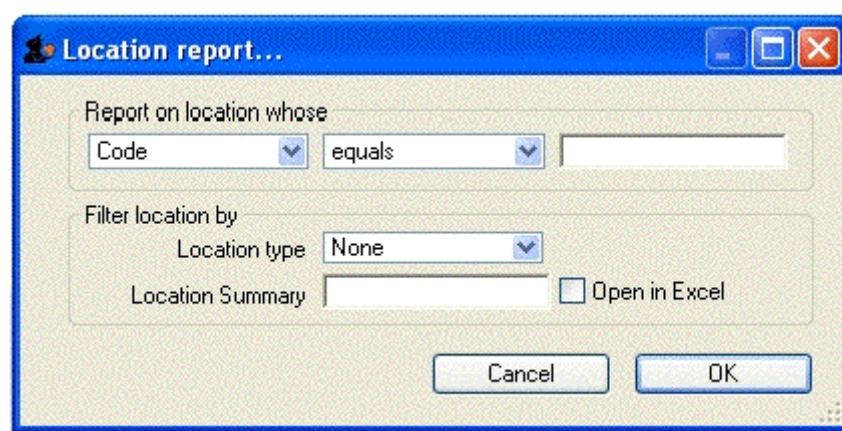 Location report...
Report on location whose
Code equals
Filter location by
Location type None
Location Summary Open in Excel
Cancel OK